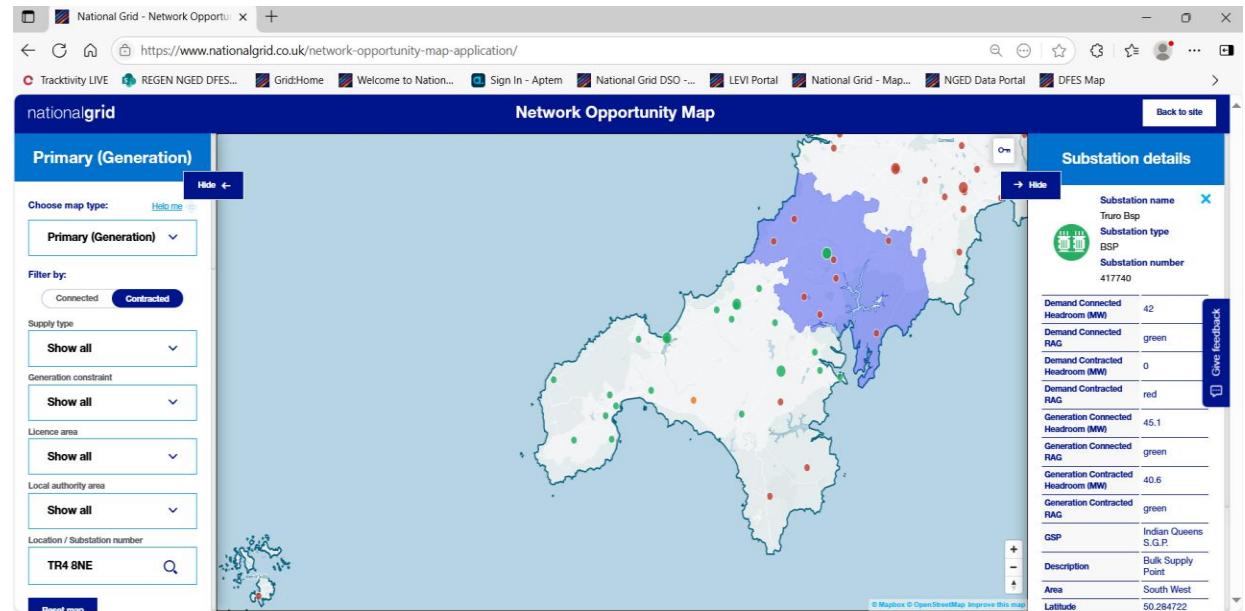 National Grid - Network Opportu
https://www.nationalgrid.co.uk/network-opportunity-map-application/
Tracktivity LIVE
REGEN NGED DFES...
Grid:Home
Welcome to Nation...
Sign In - Aptem
National Grid DSO -...
LEVI Portal
National Grid - Map...
NGED Data Portal
DFES Map
nationalgrid
Network Opportunity Map
Back to site
Primary (Generation)
Hide ←
Choose map type:
Help me
Primary (Generation)
Filter by:
Connected
Contracted
Supply type
Show all
Generation constraint
Show all
Licence area
Show all
Local authority area
Show all
Location / Substation number
TR4 8NE
Reset map
Cornwall
© Mapbox © OpenStreetMap Improve this map
→ Hide
Substation details
Substation name
Truro Bsp
Substation type
BSP
Substation number
417740
Demand Connected
Headroom (MW)
42
Demand Connected
RAG
green
Demand Contracted
Headroom (MW)
0
Demand Contracted
RAG
red
Generation Connected
Headroom (MW)
45.1
Generation Connected
RAG
green
Generation Contracted
Headroom (MW)
40.6
Generation Contracted
RAG
green
GSP
Indian Queens
S.G.P.
Description
Bulk Supply
Point
Area
South West
Latitude
50.284722
Give feedback